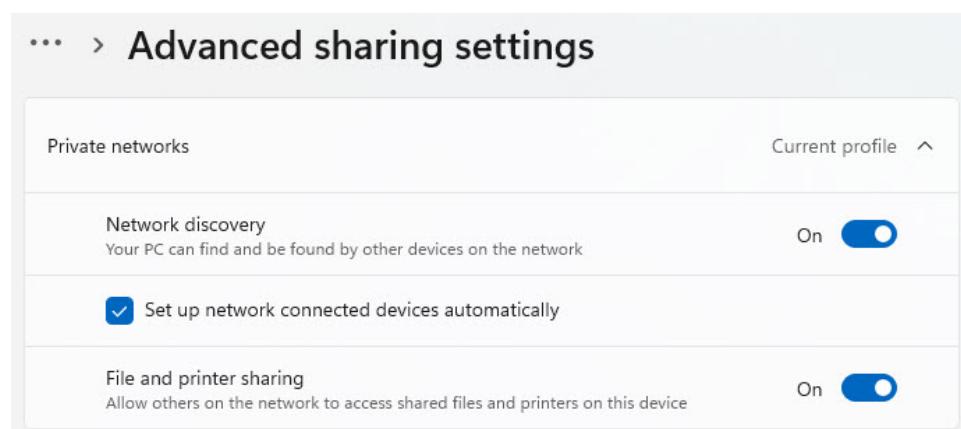 ... > Advanced sharing settings
Private networks Current profile
Network discovery
Your PC can find and be found by other devices on the network
On
Set up network connected devices automatically
File and printer sharing
Allow others on the network to access shared files and printers on this device
On